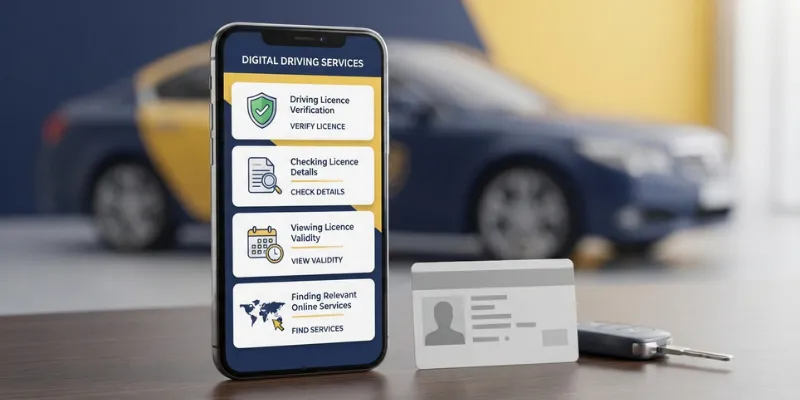 DIGITAL DRIVING SERVICES
Driving Licence
Verification
VERIFY LICENCE
Checking Licence
Details
CHECK DETAILS
Viewing Licence
Validity
VIEW VALIDITY
Finding Relevant
Online Services
FIND SERVICES